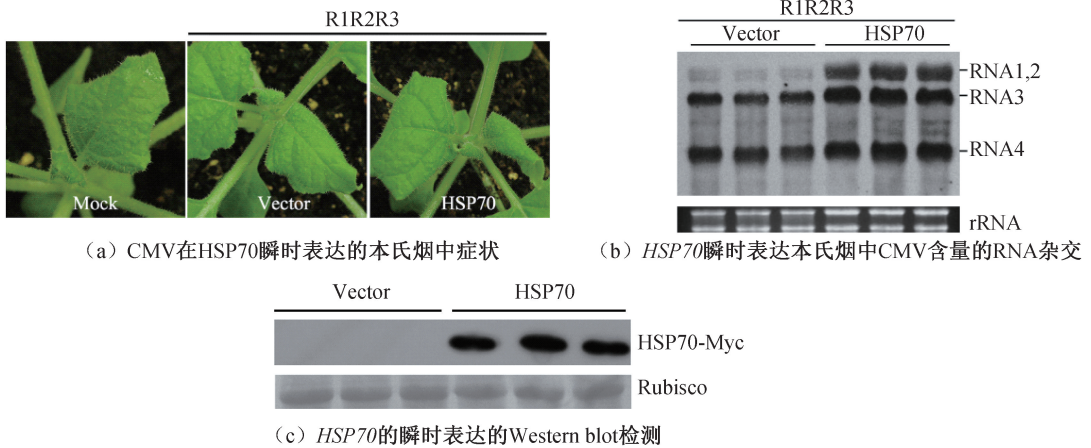 R1R2R3
Mock
Vector
HSP70
(a)CMV在HSP70瞬时表达的本氏烟中症状
R1R2R3
Vector
HSP70
RNA1,2
RNA3
RNA4
rRNA
(b)HSP70瞬时表达本氏烟中CMV含量的RNA杂交
Vector
HSP70
HSP70-Myc
Rubisco
(c)HSP70的瞬时表达的Western blot检测